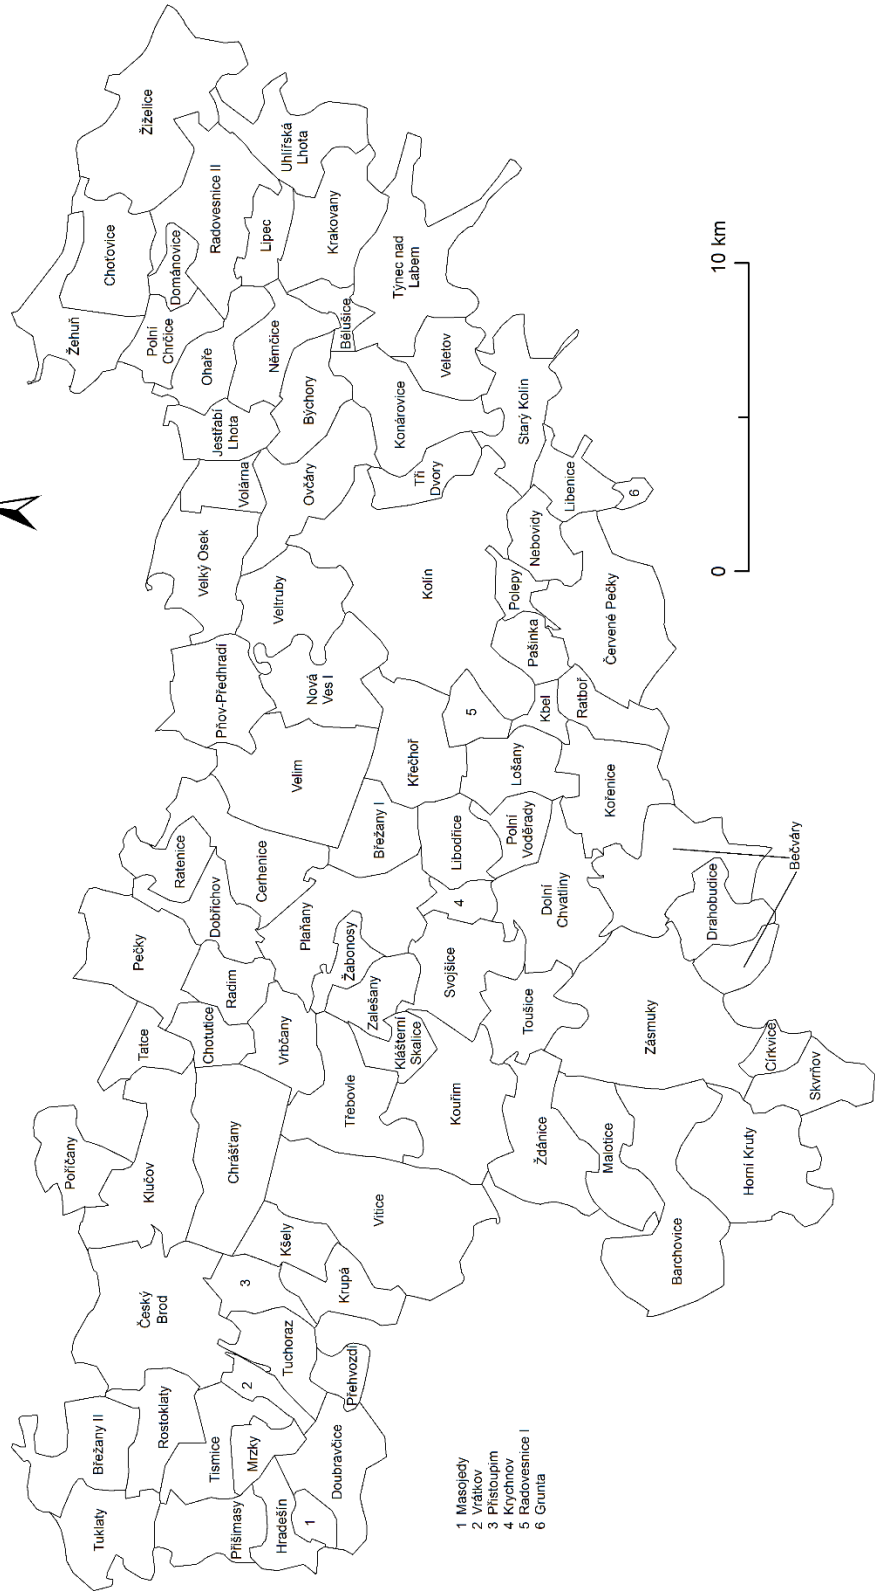 Žiželice
Uhlířská
Lhota
Choťovice
Radovesnice II
Lipec
Krakovany
Týnec nad
Labem
Dománovice
Žehuň
Polní
Chrčice
Ohaře
Němčice
Bělušice
Veletov
Jestřabí
Lhota
Býchory
Konárovice
Starý Kolín
Volárna
Ovčáry
Tři
Dvory
Libenice
6
Velký Osek
Veltruby
Kolín
Nebovidy
Polepy
Pašinka
Červené Pečky
Pňov-Předhradí
Nová
Ves I
5
Kbel
Ratboř
Velim
Křečhoř
Lošany
Kořenice
Ratenice
Cerhenice
Břežany I
Libodřice
Polní
Voděrady
Bečváry
Dobřichov
Plaňany
4
Dolní
Chvatliny
Drahobudice
Pečky
Radim
Žabonosy
Svojšice
Zalešany
Toušice
Zásmuky
Tatce
Chotutice
Vrbčany
Klášterní
Skalice
Církvice
Skvrňov
Třebovle
Kouřim
Ždánice
Malotice
Horní Kruty
Poříčany
Klučov
Chrášťany
Vitice
Barchovice
Kšely
Krupá
3
Český
Brod
Tuchoraz
Přehvozdí
2
Břežany II
Rostoklaty
Tismice
Mrzky
Doubravčice
Tuklaty
Přišimasy
Hradešín
1
0
10 km
1 Masojedy
2 Vrátkov
3 Přistoupim
4 Krychnov
5 Radovesnice I
6 Grunta